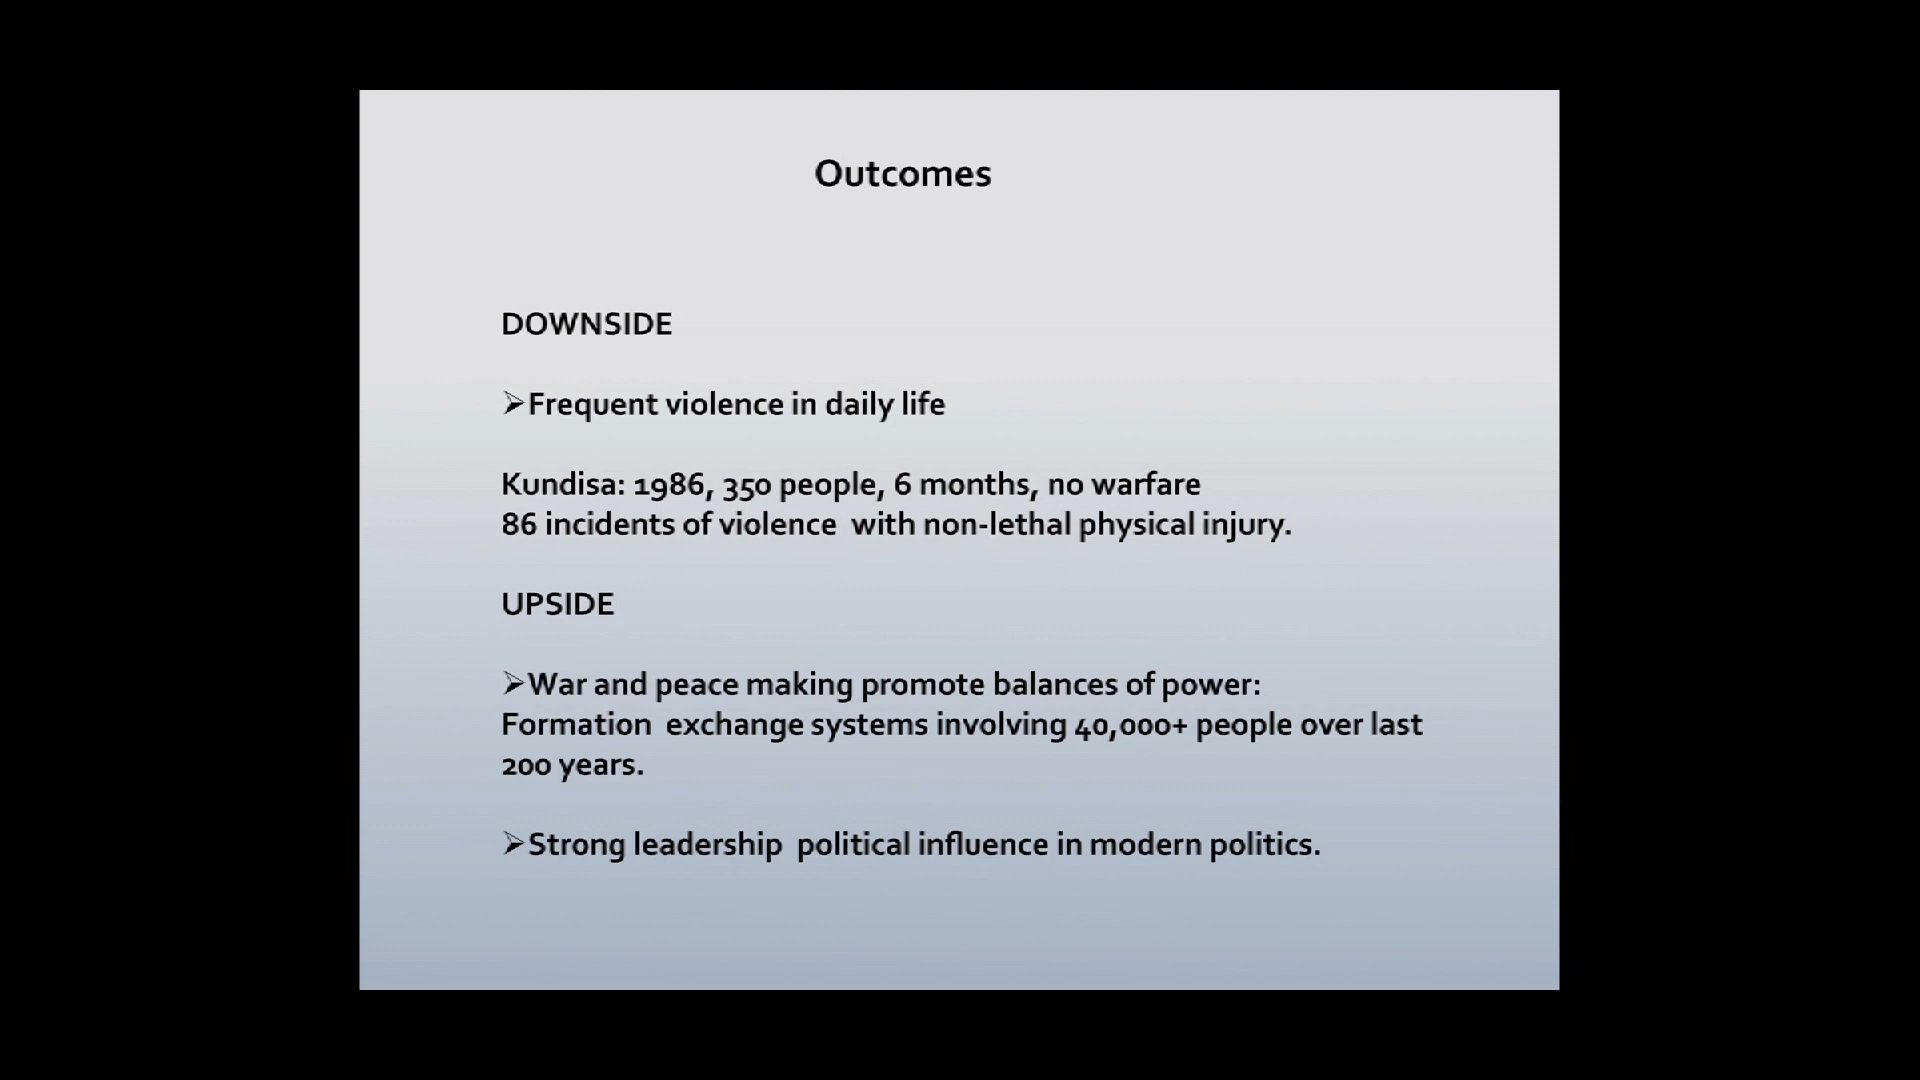 Outcomes
DOWNSIDE
➢Frequent violence in daily life
Kundisa: 1986, 350 people, 6 months, no warfare
86 incidents of violence  with non-lethal physical injury.
UPSIDE
➢War and peace making promote balances of power:
Formation  exchange systems involving 40,000+ people over last
200 years.
➢Strong leadership  political influence in modern politics.